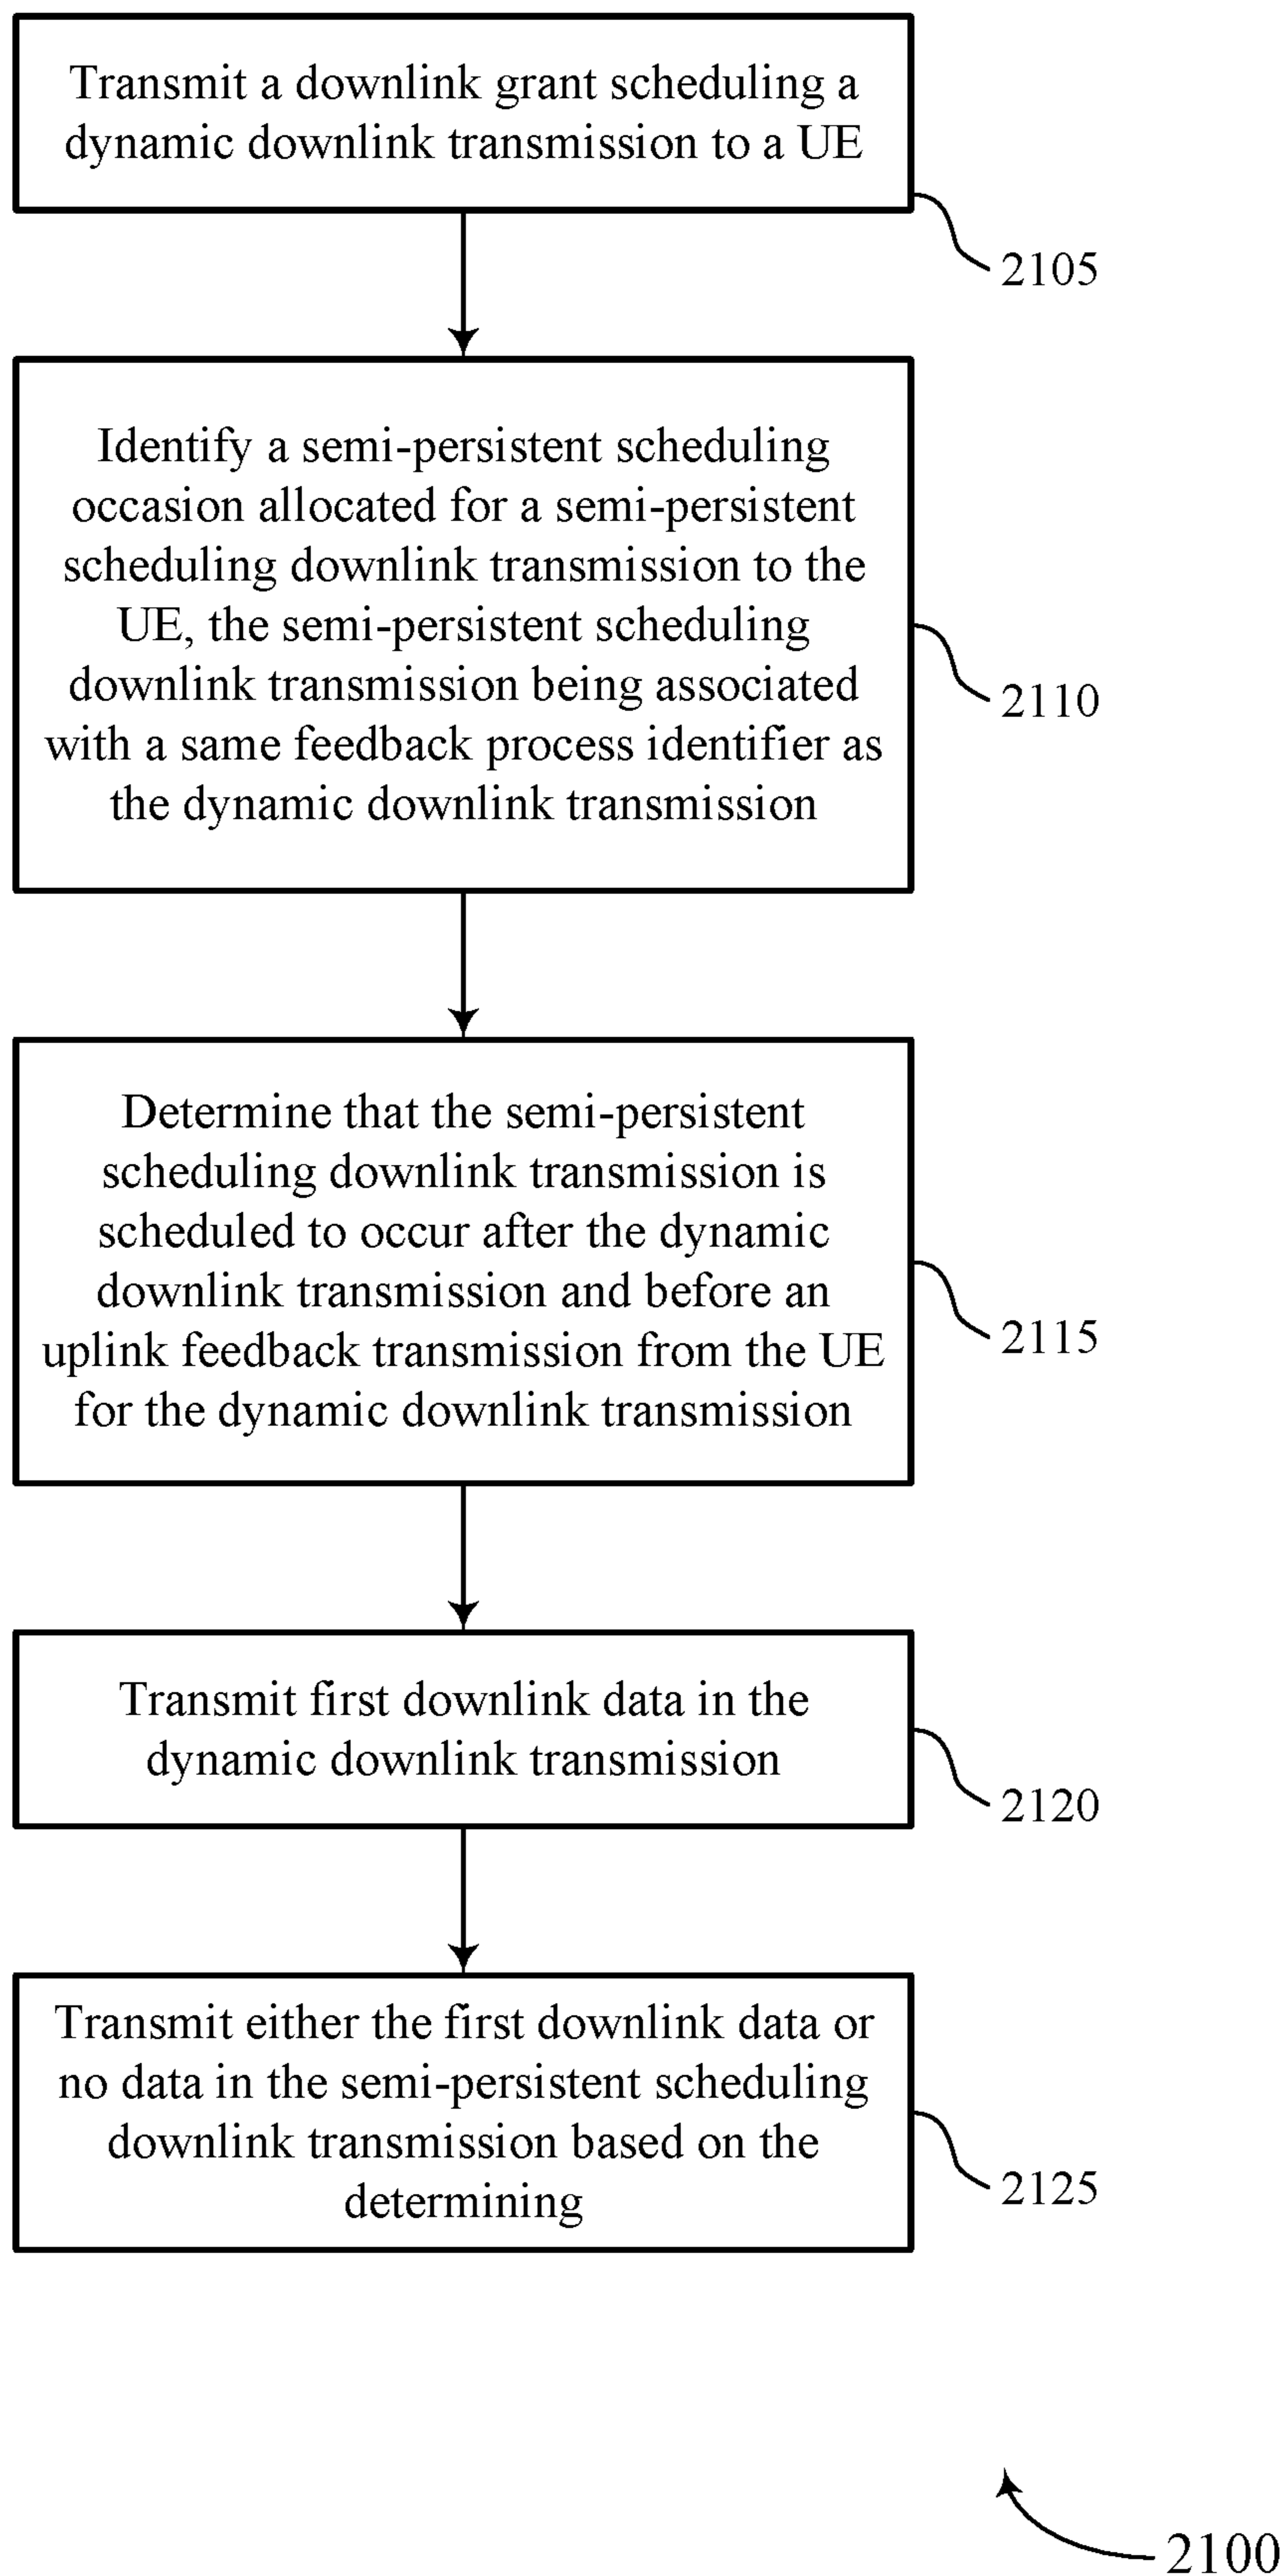 Transmit a downlink grant scheduling a
dynamic downlink transmission to a UE
2105
Identify a semi-persistent scheduling
occasion allocated for a semi-persistent
scheduling downlink transmission to the
UE, the semi-persistent scheduling
downlink transmission being associated
with a same feedback process identifier as
the dynamic downlink transmission
2110
Determine that the semi-persistent
scheduling downlink transmission is
scheduled to occur after the dynamic
downlink transmission and before an
uplink feedback transmission from the UE
for the dynamic downlink transmission
2115
Transmit first downlink data in the
dynamic downlink transmission
2120
Transmit either the first downlink data or
no data in the semi-persistent scheduling
downlink transmission based on the
determining
2125
2100